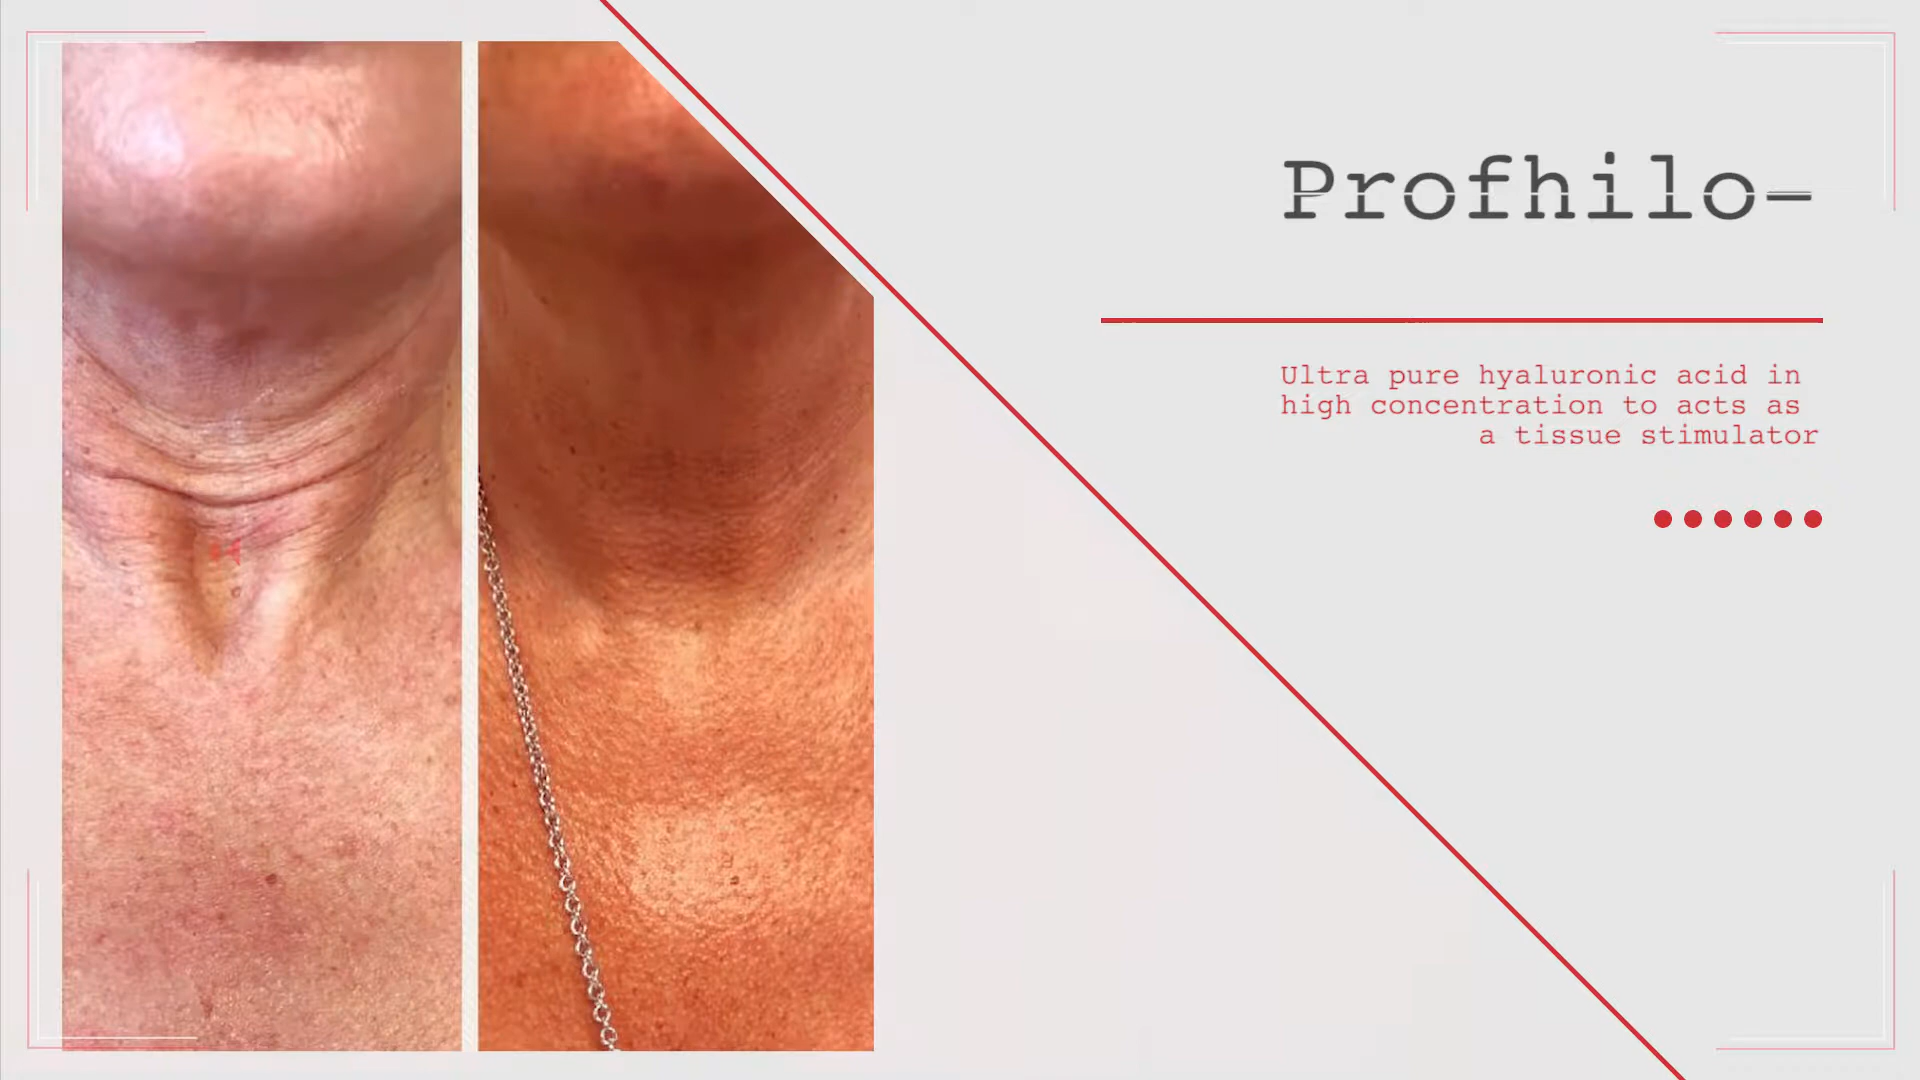 Profhilo-
Ultra pure hyaluronic acid in
high concentration to acts as
a tissue stimulator